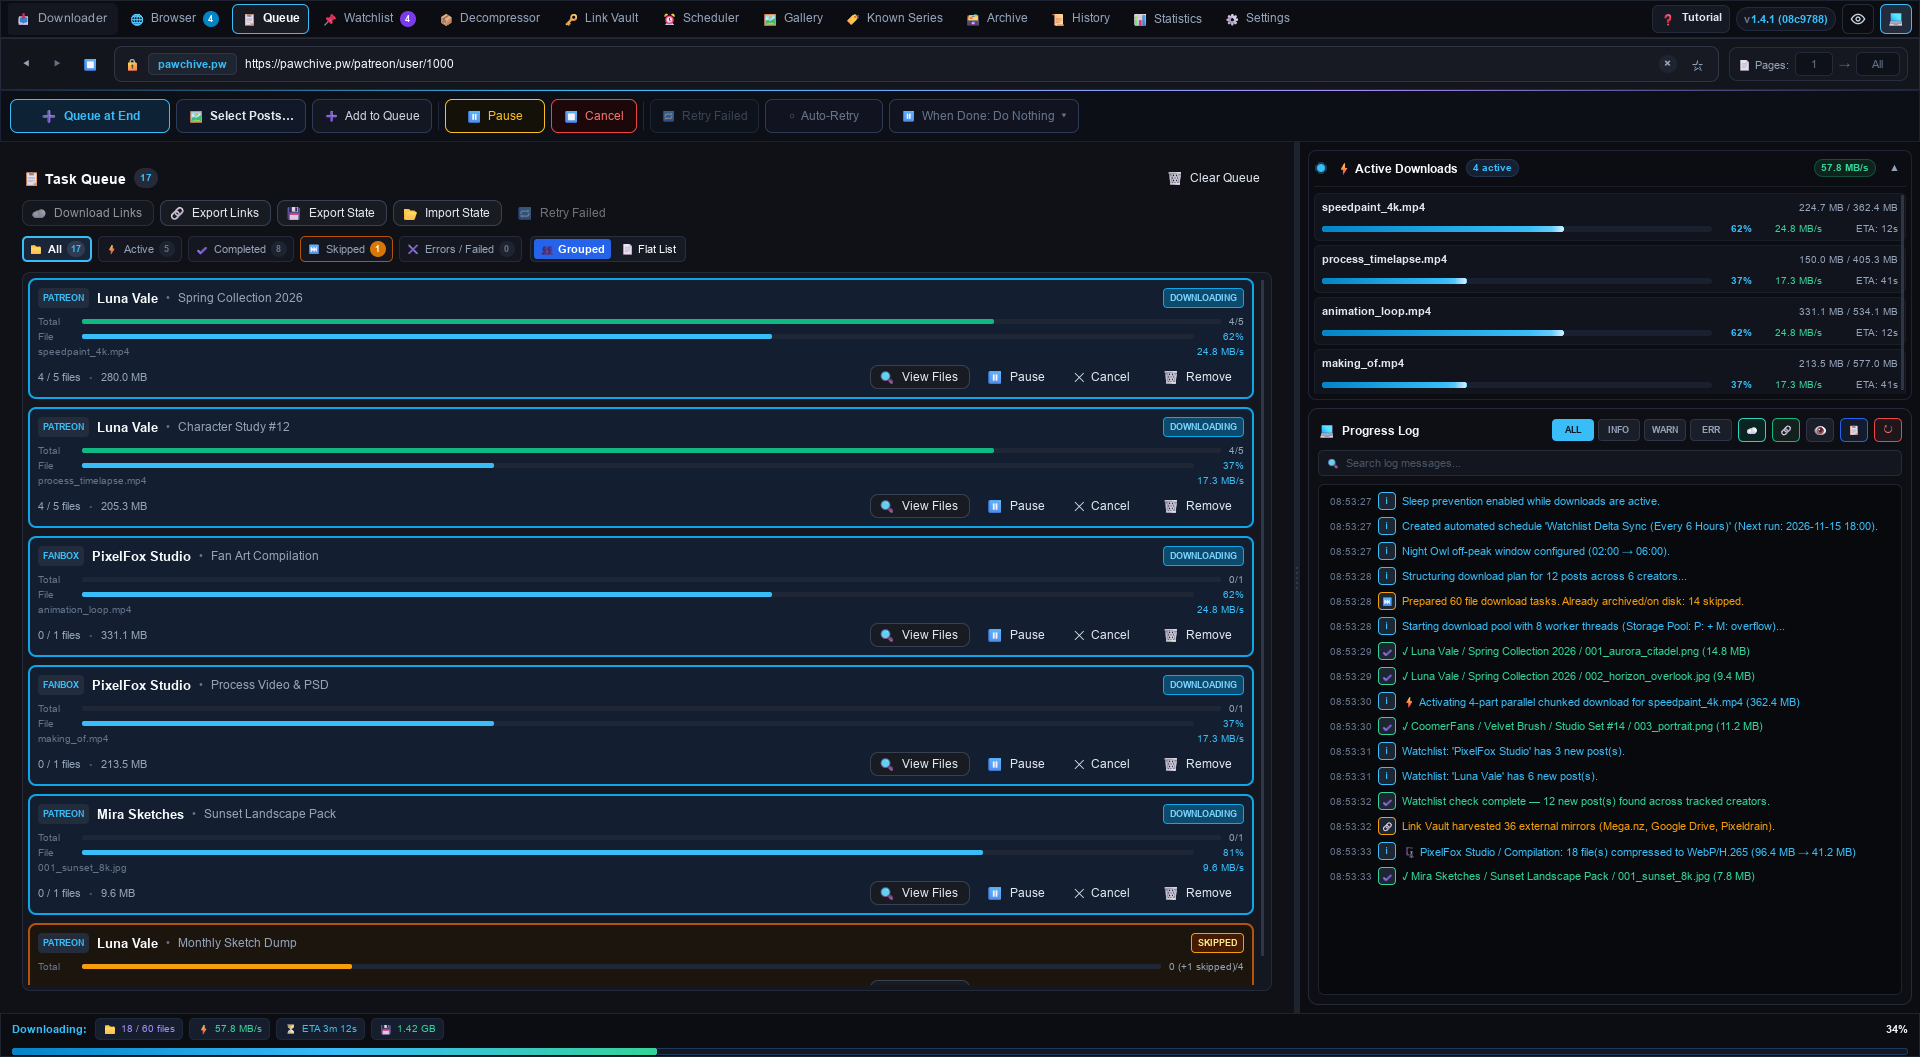 Downloader
Browser 4
Queue
Watchlist 4
Decompressor
Link Vault
Scheduler
Gallery
Known Series
Archive
History
Statistics
Settings
Tutorial
v1.4.1 (08c9788)
pawchive.pw https://pawchive.pw/patreon/user/1000
Pages: 1 → All
Queue at End
Select Posts...
Add to Queue
Pause
Cancel
Retry Failed
Auto-Retry
When Done: Do Nothing
Task Queue 17
Clear Queue
Download Links
Export Links
Export State
Import State
Retry Failed
All 17
Active 5
Completed 8
Skipped 1
Errors / Failed 0
Grouped
Flat List
PATREON Luna Vale • Spring Collection 2026 DOWNLOADING
Total 4/5
File 62%
speedpaint_4k.mp4 24.8 MB/s
4 / 5 files • 280.0 MB View Files Pause Cancel Remove
PATREON Luna Vale • Character Study #12 DOWNLOADING
Total 4/5
File 37%
process_timelapse.mp4 17.3 MB/s
4 / 5 files • 205.3 MB View Files Pause Cancel Remove
FANBOX PixelFox Studio • Fan Art Compilation DOWNLOADING
Total 0/1
File 62%
animation_loop.mp4 24.8 MB/s
0 / 1 files • 331.1 MB View Files Pause Cancel Remove
FANBOX PixelFox Studio • Process Video & PSD DOWNLOADING
Total 0/1
File 37%
making_of.mp4 17.3 MB/s
0 / 1 files • 213.5 MB View Files Pause Cancel Remove
PATREON Mira Sketches • Sunset Landscape Pack DOWNLOADING
Total 0/1
File 81%
001_sunset_8k.jpg 9.6 MB/s
0 / 1 files • 9.6 MB View Files Pause Cancel Remove
PATREON Luna Vale • Monthly Sketch Dump SKIPPED
Total 0 (+1 skipped)/4
Active Downloads 4 active 57.8 MB/s
speedpaint_4k.mp4 224.7 MB / 362.4 MB
62% 24.8 MB/s ETA: 12s
process_timelapse.mp4 150.0 MB / 405.3 MB
37% 17.3 MB/s ETA: 41s
animation_loop.mp4 331.1 MB / 534.1 MB
62% 24.8 MB/s ETA: 12s
making_of.mp4 213.5 MB / 577.0 MB
37% 17.3 MB/s ETA: 41s
Progress Log ALL INFO WARN ERR
Search log messages...
08:53:27 i Sleep prevention enabled while downloads are active.
08:53:27 i Created automated schedule 'Watchlist Delta Sync (Every 6 Hours)' (Next run: 2026-11-15 18:00).
08:53:27 i Night Owl off-peak window configured (02:00 → 06:00).
08:53:28 i Structuring download plan for 12 posts across 6 creators...
08:53:28 Prepared 60 file download tasks. Already archived/on disk: 14 skipped.
08:53:28 i Starting download pool with 8 worker threads (Storage Pool: P: + M: overflow)...
08:53:29 ✓ Luna Vale / Spring Collection 2026 / 001_aurora_citadel.png (14.8 MB)
08:53:29 ✓ Luna Vale / Spring Collection 2026 / 002_horizon_overlook.jpg (9.4 MB)
08:53:30 i Activating 4-part parallel chunked download for speedpaint_4k.mp4 (362.4 MB)
08:53:30 ✓ CoomerFans / Velvet Brush / Studio Set #14 / 003_portrait.png (11.2 MB)
08:53:31 i Watchlist: 'PixelFox Studio' has 3 new post(s).
08:53:31 i Watchlist: 'Luna Vale' has 6 new post(s).
08:53:32 Watchlist check complete — 12 new post(s) found across tracked creators.
08:53:32 Link Vault harvested 36 external mirrors (Mega.nz, Google Drive, Pixeldrain).
08:53:33 i PixelFox Studio / Compilation: 18 file(s) compressed to WebP/H.265 (96.4 MB → 41.2 MB)
08:53:33 ✓ Mira Sketches / Sunset Landscape Pack / 001_sunset_8k.jpg (7.8 MB)
Downloading: 18 / 60 files 57.8 MB/s ETA 3m 12s 1.42 GB 34%